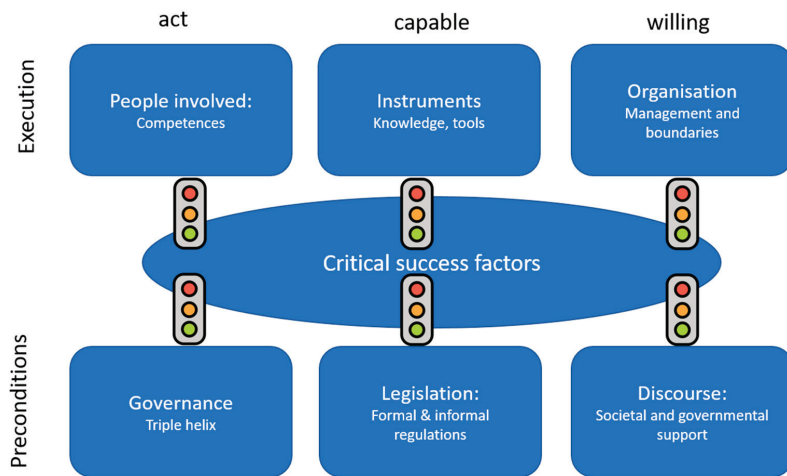 act
capable
willing
Execution
People involved:
Competences
Instruments
Knowledge, tools
Organisation
Management and
boundaries
Critical success factors
Preconditions
Governance
Triple helix
Legislation:
Formal & informal
regulations
Discourse:
Societal and governmental
support